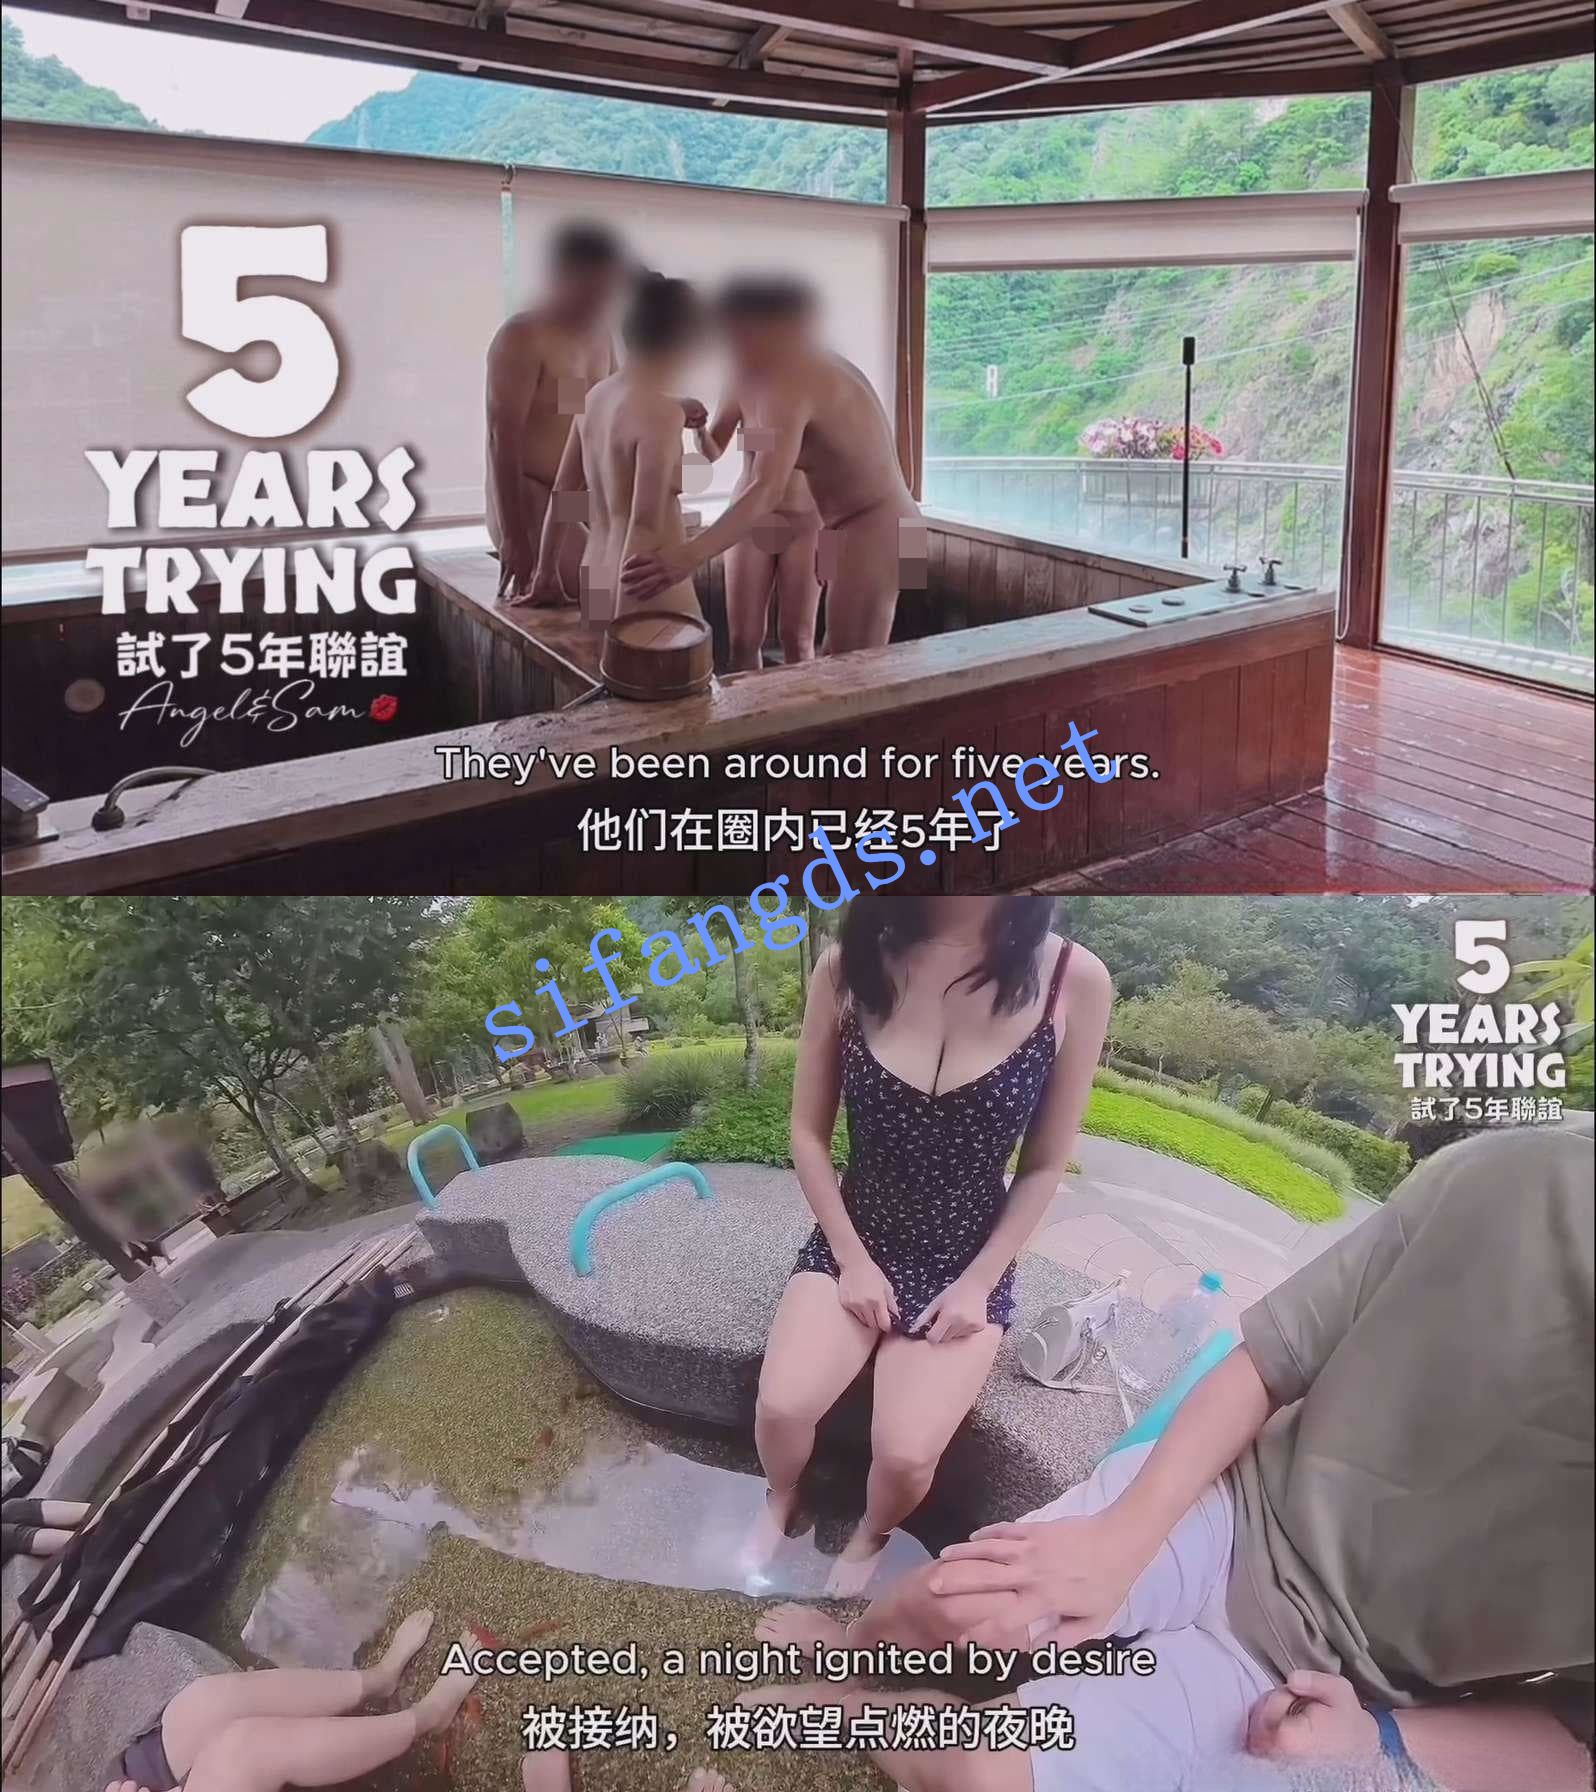 5
YEARS
TRYING
試了5年聯誼
Angel&Sam
They've been around for five years.
他们在圈内已经5年了
sifangds.net
5
YEARS
TRYING
試了5年聯誼
Accepted, a night ignited by desire
被接纳，被欲望点燃的夜晚